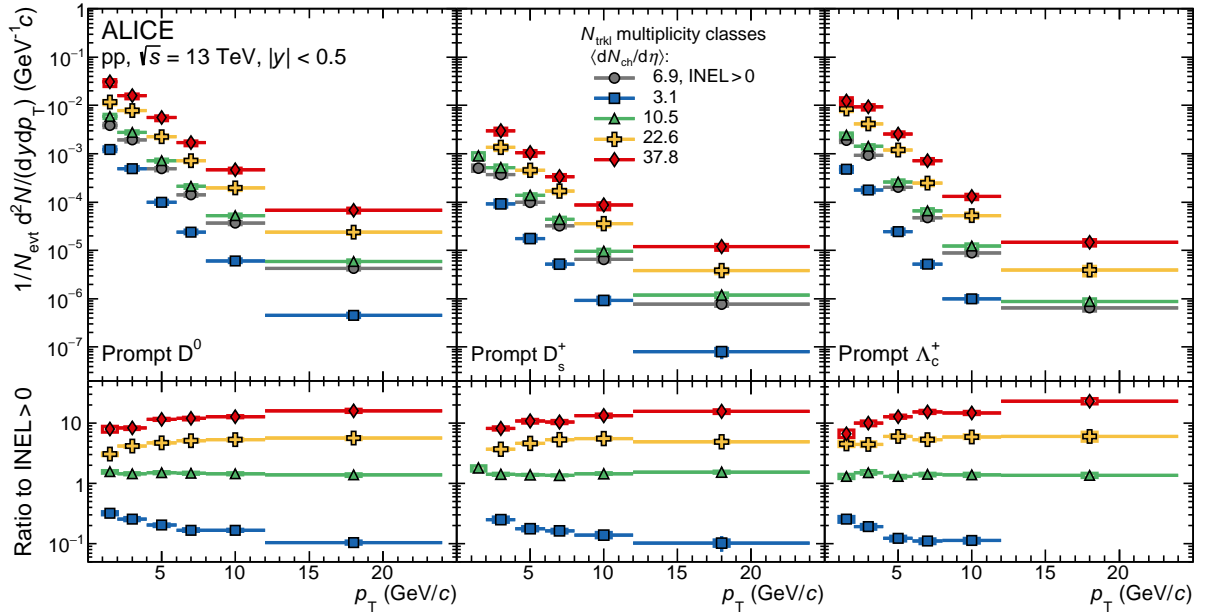 ALICE
pp, √s = 13 TeV, |y| < 0.5
N_trkl multiplicity classes
⟨dN_ch/dη⟩:
6.9, INEL>0
3.1
10.5
22.6
37.8
1/N_evt d²N/(dydp_T) (GeV⁻¹c)
1
10⁻¹
10⁻²
10⁻³
10⁻⁴
10⁻⁵
10⁻⁶
10⁻⁷
Prompt D⁰
Prompt D_s⁺
Prompt Λ_c⁺
Ratio to INEL>0
10
1
10⁻¹
5 10 15 20
5 10 15 20
5 10 15 20
p_T (GeV/c)
p_T (GeV/c)
p_T (GeV/c)